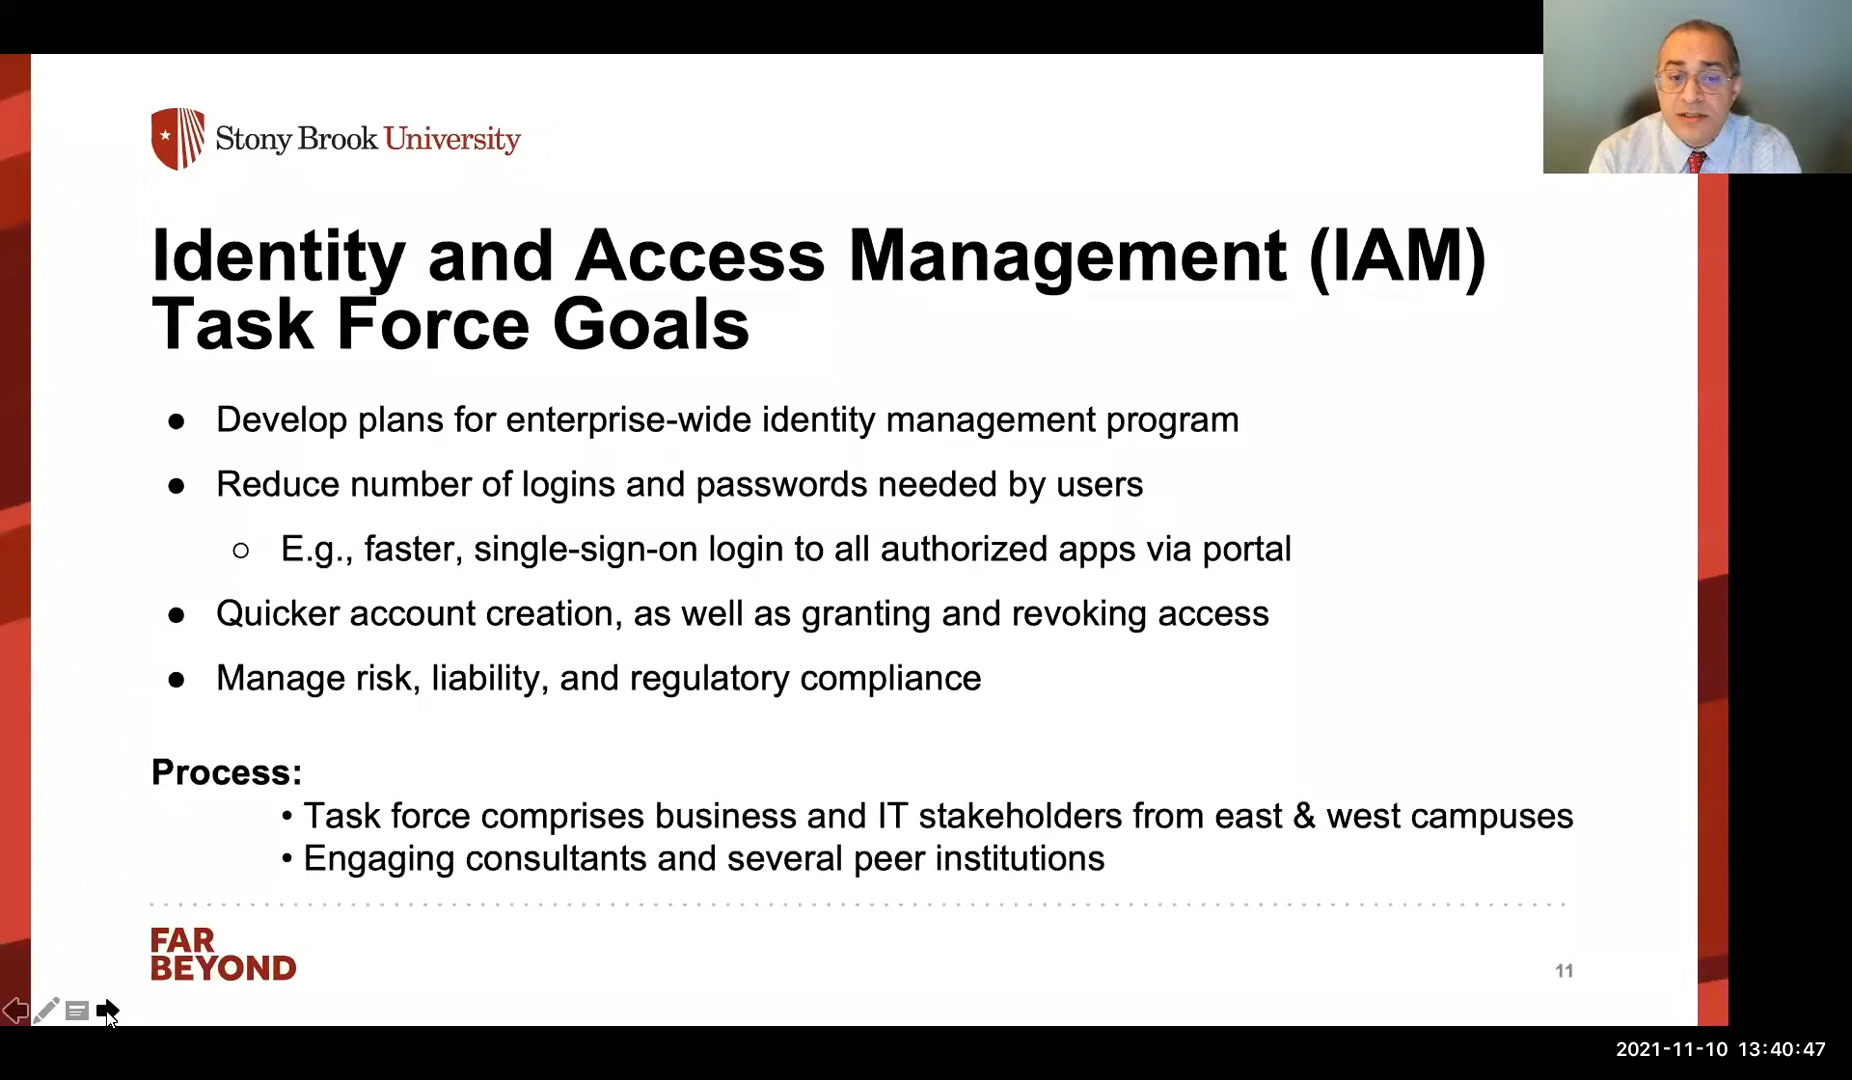 Stony Brook University
Identity and Access Management (IAM)
Task Force Goals
● Develop plans for enterprise-wide identity management program
● Reduce number of logins and passwords needed by users
○ E.g., faster, single-sign-on login to all authorized apps via portal
● Quicker account creation, as well as granting and revoking access
● Manage risk, liability, and regulatory compliance
Process:
• Task force comprises business and IT stakeholders from east & west campuses
• Engaging consultants and several peer institutions
FAR
BEYOND
11
2021-11-10 13:40:47